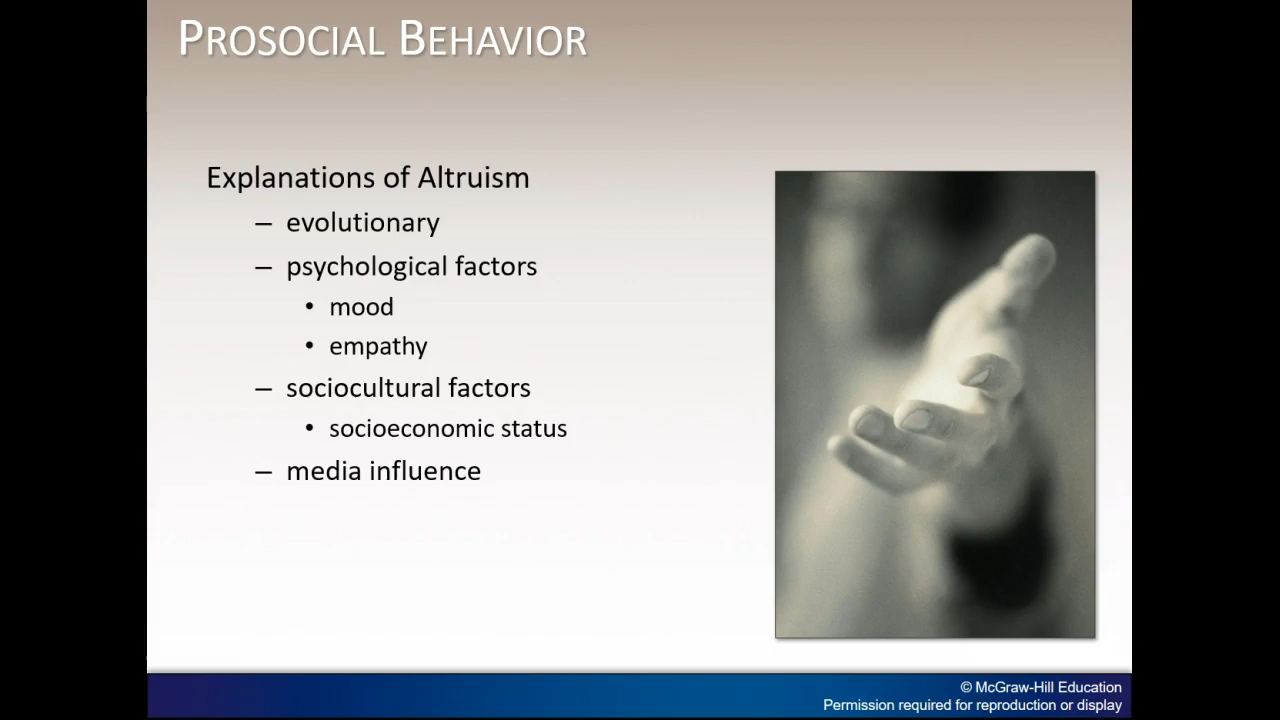 PROSOCIAL BEHAVIOR
Explanations of Altruism
– evolutionary
– psychological factors
• mood
• empathy
– sociocultural factors
• socioeconomic status
– media influence
© McGraw-Hill Education
Permission required for reproduction or display